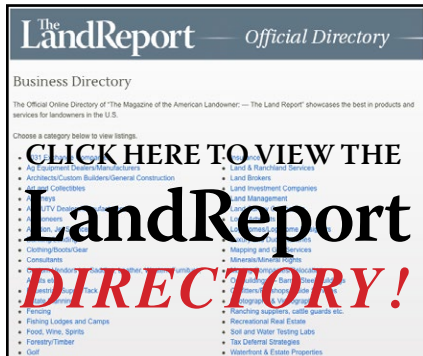 The LandReport Official Directory
Business Directory
The Official Online Directory of "The Magazine of the American Landowner: — The Land Report" showcases the best in products and
services for landowners in the U.S.
Choose a category below to view listings.
CLICK HERE TO VIEW THE
LandReport
DIRECTORY!
Ag Equipment Dealers/Manufacturers
Architects/Custom Builders/General Construction
Art and Collectibles
Clothing/Boots/Gear
Consultants
Fencing
Fishing Lodges and Camps
Food, Wine, Spirits
Forestry/Timber
Golf
Insurance
Land & Ranchland Services
Land Brokers
Land Investment Companies
Land Management
Mapping and GIS Services
Minerals/Mineral Rights
Ranching suppliers, cattle guards etc.
Recreational Real Estate
Soil and Water Testing Labs
Tax Deferral Strategies
Waterfront & Estate Properties